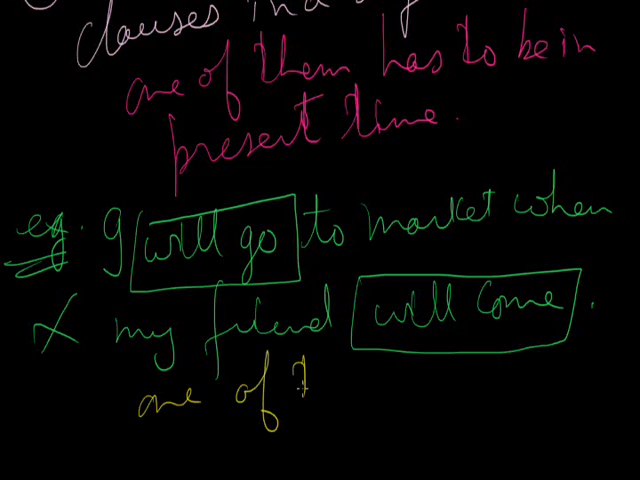 clauses in a
one of them has to be in
present time.
eg. I will go to market when
X my friend will come.
one of t